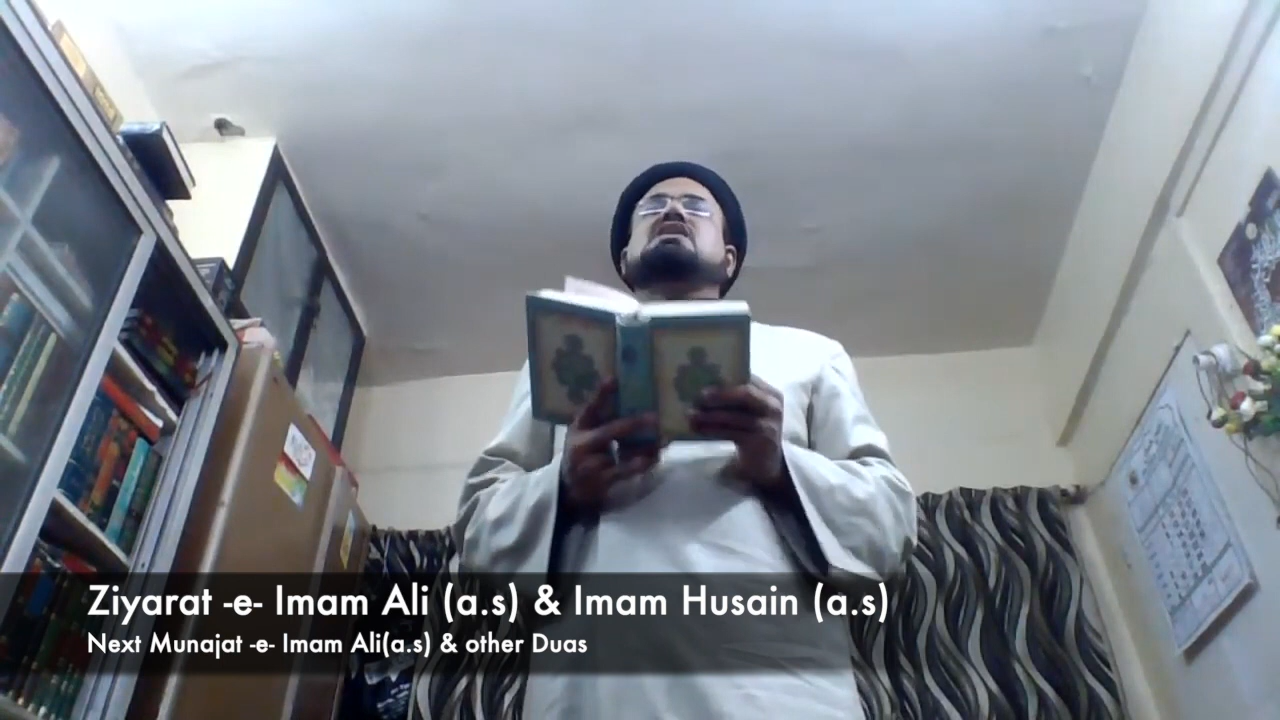 Ziyarat -e- Imam Ali (a.s) & Imam Husain (a.s)
Next Munajat -e- Imam Ali(a.s) & other Duas